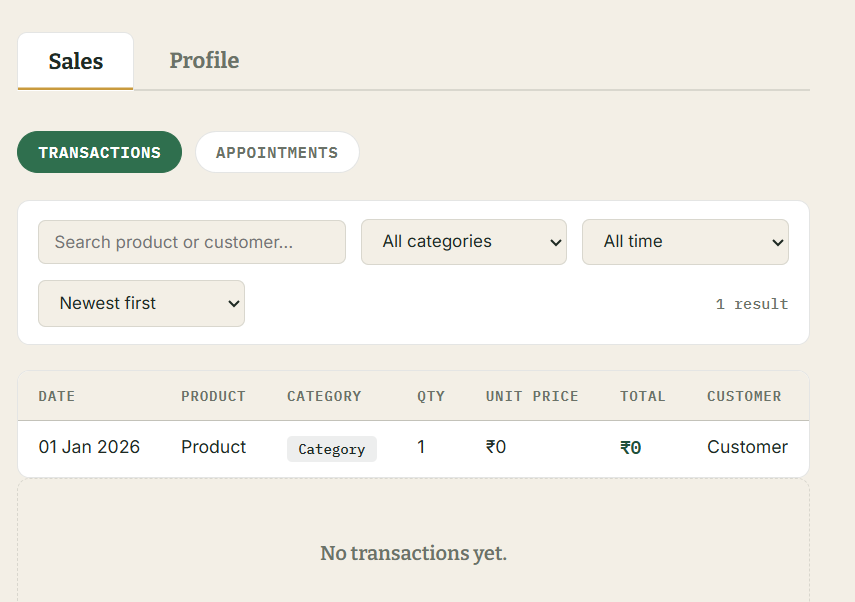 Sales Profile
TRANSACTIONS APPOINTMENTS
Search product or customer... All categories All time
Newest first 1 result
DATE PRODUCT CATEGORY QTY UNIT PRICE TOTAL CUSTOMER
01 Jan 2026 Product Category 1 ₹0 ₹0 Customer
No transactions yet.